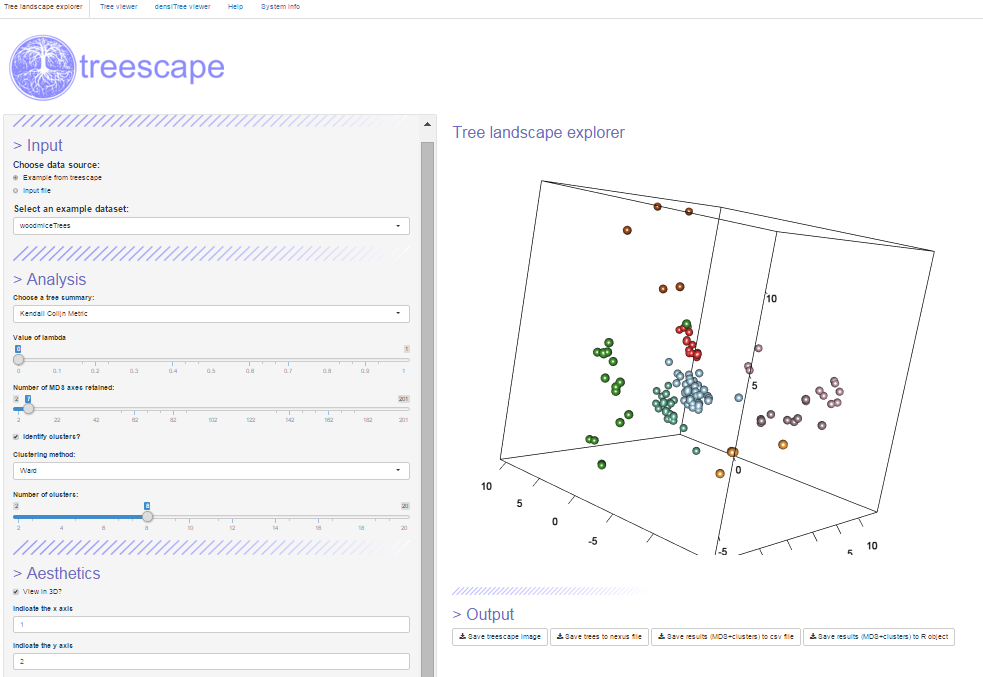 Tree landscape explorer Tree viewer densiTree viewer Help System info
treescape
> Input
Choose data source:
Example from treescape
Input file
Select an example dataset:
woodmiceTrees
> Analysis
Choose a tree summary:
Kendall Colijn Metric
Value of lambda
0 1
0 0.1 0.2 0.3 0.4 0.5 0.6 0.7 0.8 0.9 1
Number of MDS axes retained:
2 7 201
2 22 42 62 82 102 122 142 162 182 201
Identify clusters?
Clustering method:
Ward
Number of clusters:
2 8 20
2 4 6 8 10 12 14 16 18 20
> Aesthetics
View in 3D?
Indicate the x axis
1
Indicate the y axis
2
Tree landscape explorer
10
5
0
-5
10
5
0
-5
5
10
> Output
Save treescape image Save trees to nexus file Save results (MDS+clusters) to csv file Save results (MDS+clusters) to R object